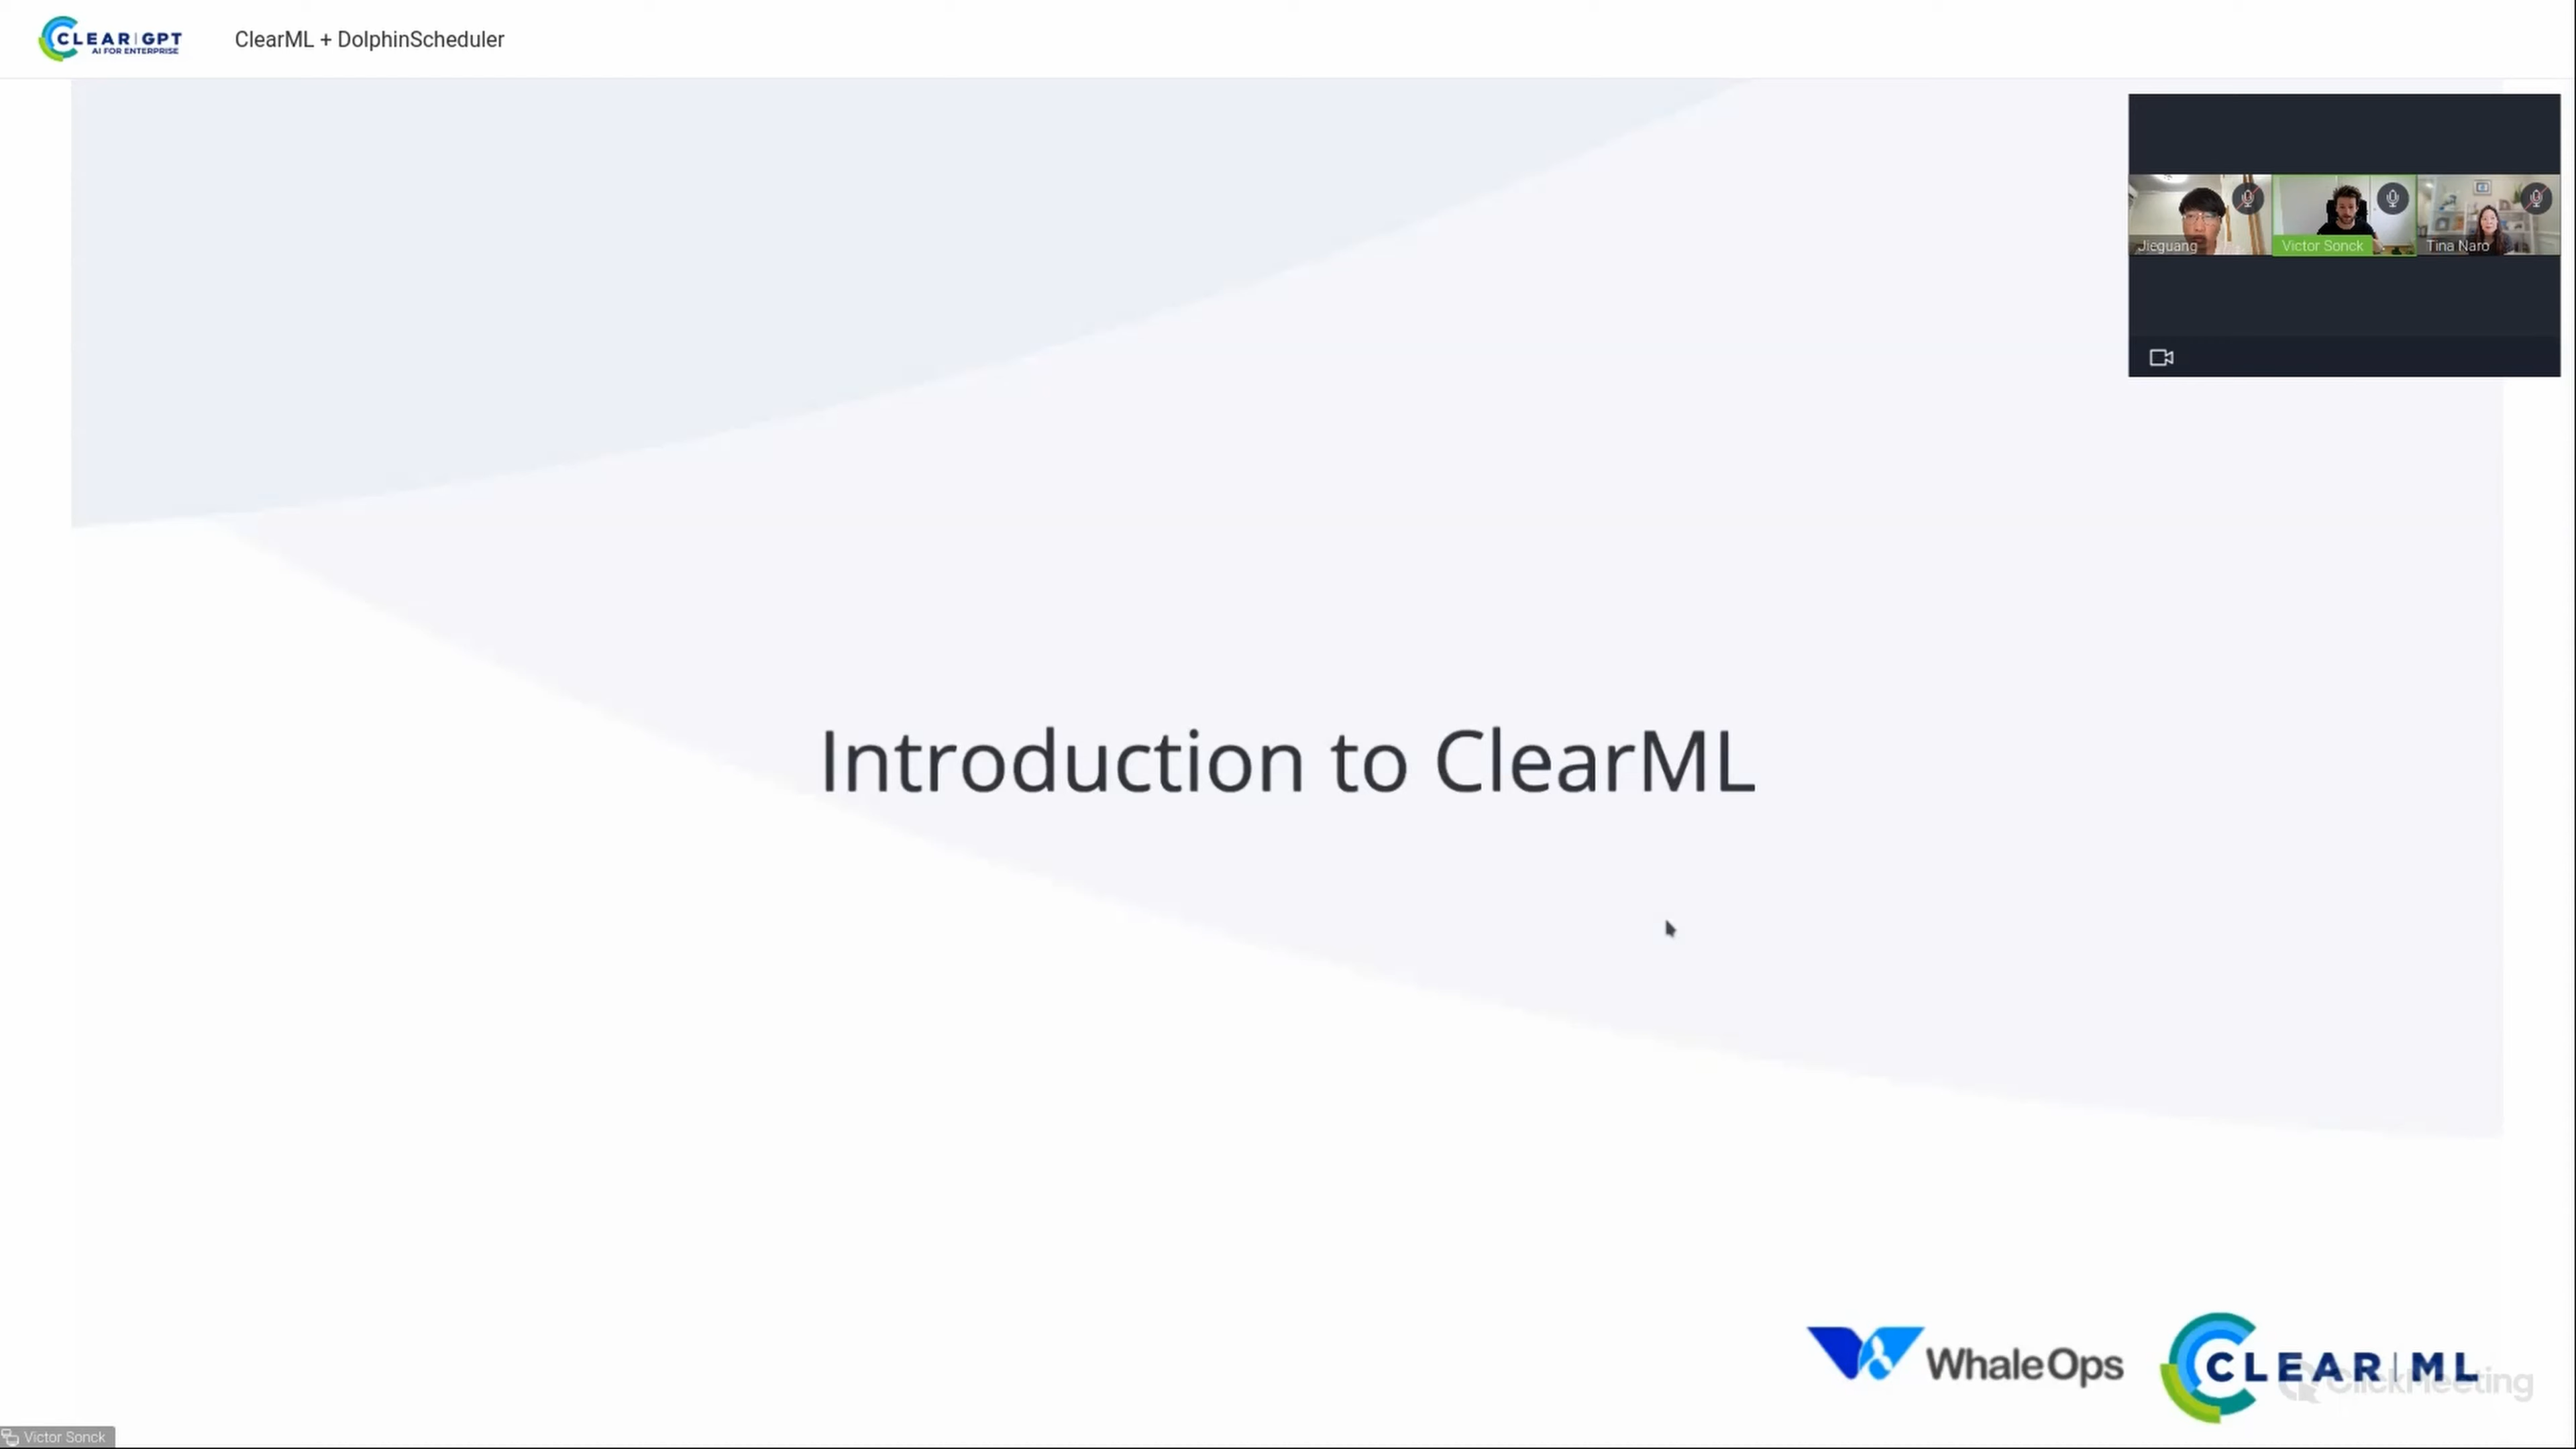 CLEAR|GPT
AI FOR ENTERPRISE
ClearML + DolphinScheduler
Jieguang
Victor Sonck
Tina Naro
Introduction to ClearML
WhaleOps
CLEAR|ML
ClickMeeting
Victor Sonck